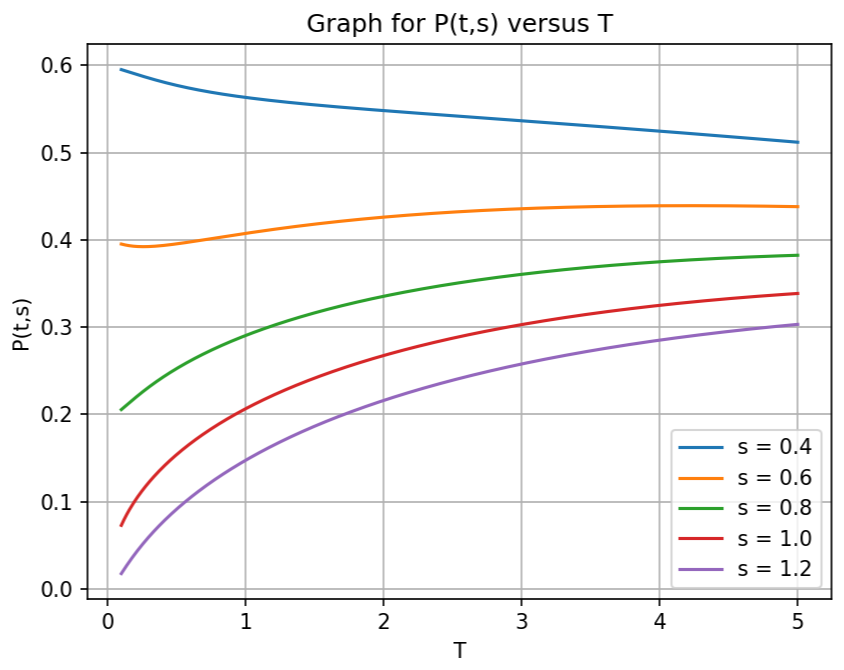 Graph for P(t,s) versus T
P(t,s)
0.6
0.5
0.4
0.3
0.2
0.1
0.0
0 1 2 3 4 5
T
s = 0.4
s = 0.6
s = 0.8
s = 1.0
s = 1.2